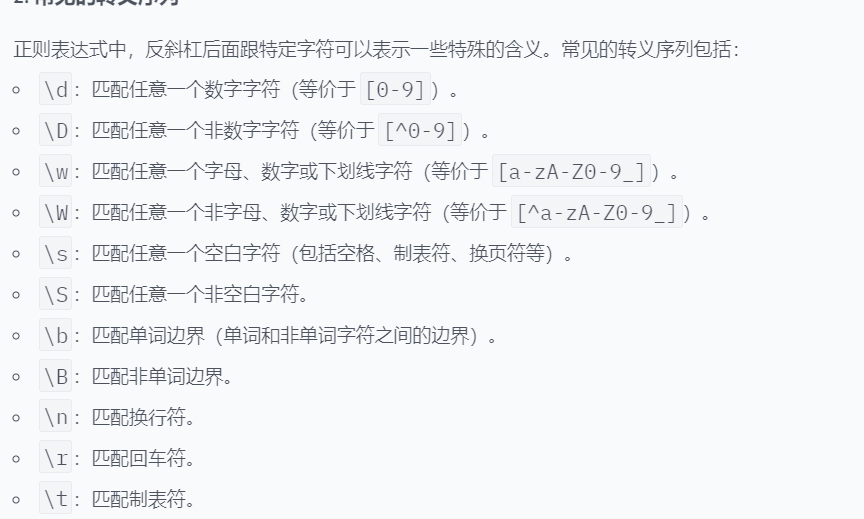 2. 常见的转义序列
正则表达式中，反斜杠后面跟特定字符可以表示一些特殊的含义。常见的转义序列包括：
\d：匹配任意一个数字字符（等价于 [0-9]）。
\D：匹配任意一个非数字字符（等价于 [^0-9]）。
\w：匹配任意一个字母、数字或下划线字符（等价于 [a-zA-Z0-9_]）。
\W：匹配任意一个非字母、数字或下划线字符（等价于 [^a-zA-Z0-9_]）。
\s：匹配任意一个空白字符（包括空格、制表符、换页符等）。
\S：匹配任意一个非空白字符。
\b：匹配单词边界（单词和非单词字符之间的边界）。
\B：匹配非单词边界。
\n：匹配换行符。
\r：匹配回车符。
\t：匹配制表符。